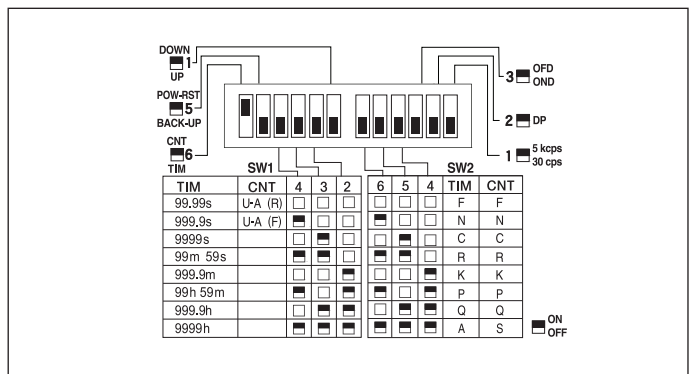 DOWN
1
UP
POW-RST
5
BACK-UP
CNT
6
TIM
3 OFD
OND
2 DP
1 5 kcps
30 cps
SW1
SW2
TIM CNT 4 3 2 6 5 4 TIM CNT
99.99s U-A (R) F F
999.9s U-A (F) N N
9999s C C
99m 59s R R
999.9m K K
99h 59m P P
999.9h Q Q
9999h A S
ON
OFF